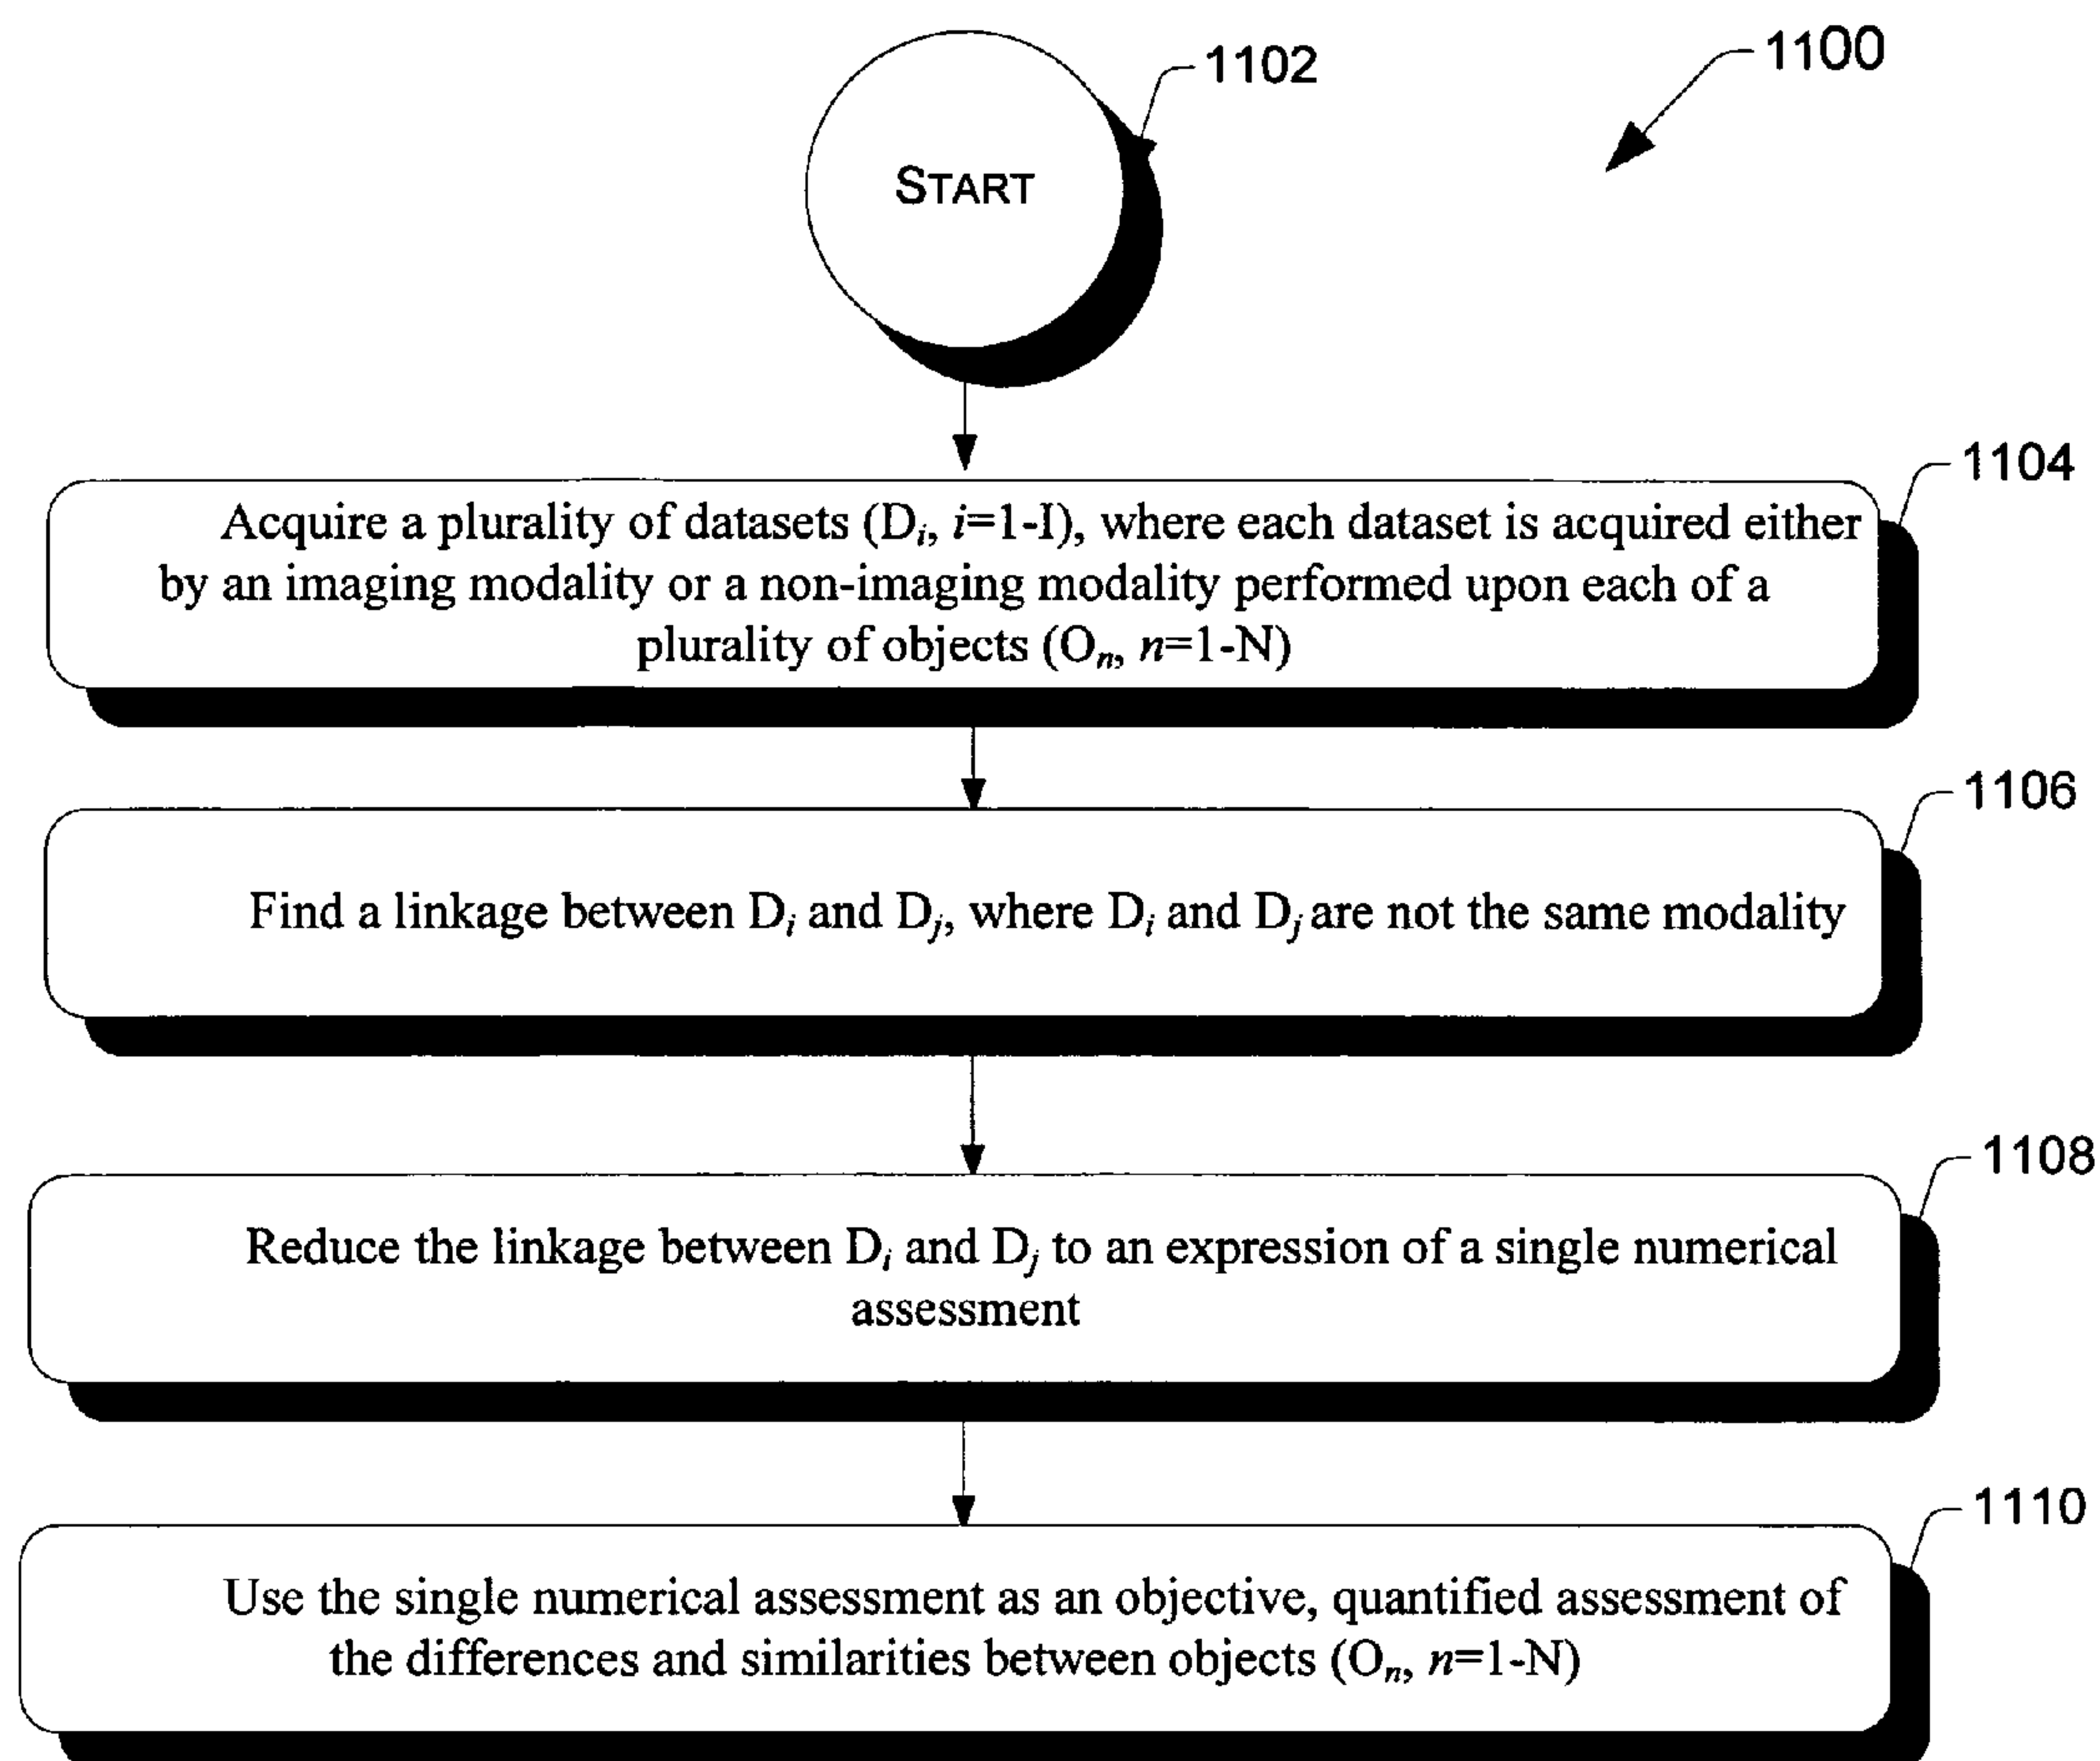 1100
1102
START
1104
Acquire a plurality of datasets (Di, i=1-I), where each dataset is acquired either
by an imaging modality or a non-imaging modality performed upon each of a
plurality of objects (On, n=1-N)
1106
Find a linkage between Di and Dj, where Di and Dj are not the same modality
1108
Reduce the linkage between Di and Dj to an expression of a single numerical
assessment
1110
Use the single numerical assessment as an objective, quantified assessment of
the differences and similarities between objects (On, n=1-N)